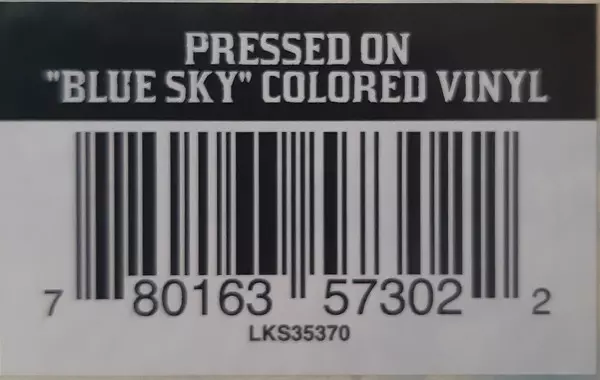 PRESSED ON
"BLUE SKY" COLORED VINYL
7 80163 57302 2
LKS35370